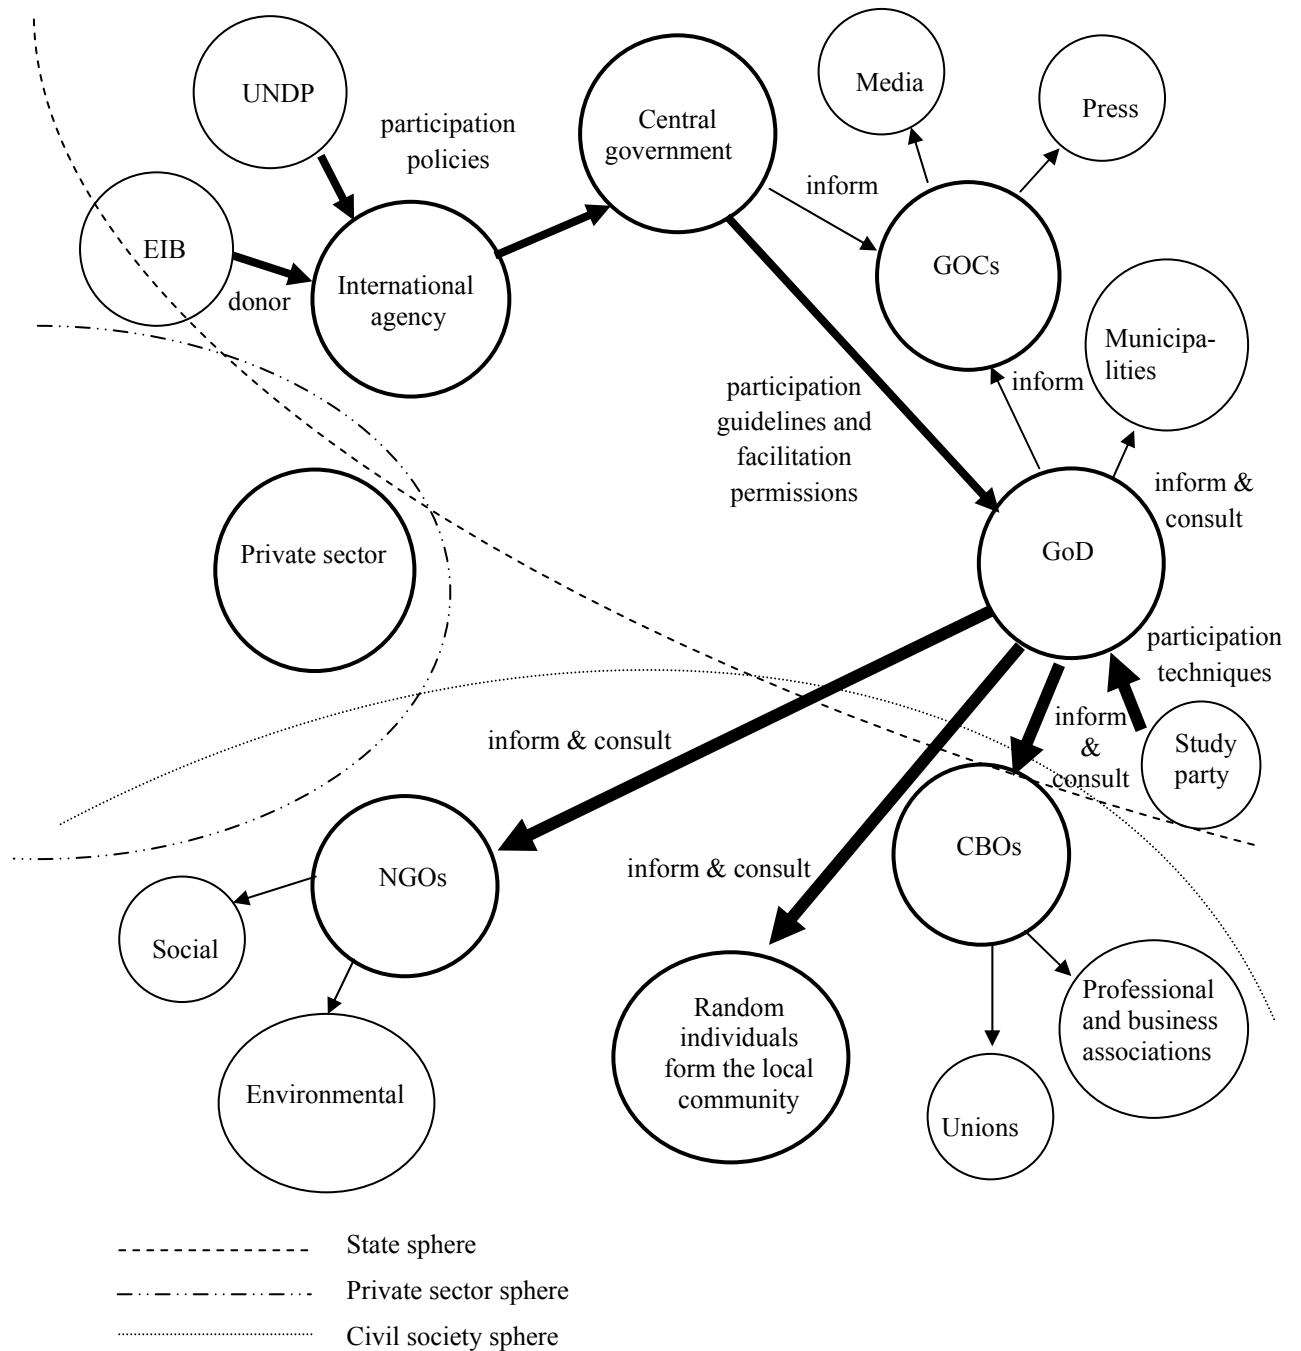 UNDP
participation
policies
Central
government
Media
Press
inform
EIB
donor
International
agency
GOCs
Municipa-
lities
inform
participation
guidelines and
facilitation
permissions
inform &
consult
Private sector
GoD
participation
techniques
inform
&
consult
Study
party
inform & consult
inform & consult
CBOs
NGOs
Social
Random
individuals
form the local
community
Professional
and business
associations
Environmental
Unions
State sphere
Private sector sphere
Civil society sphere